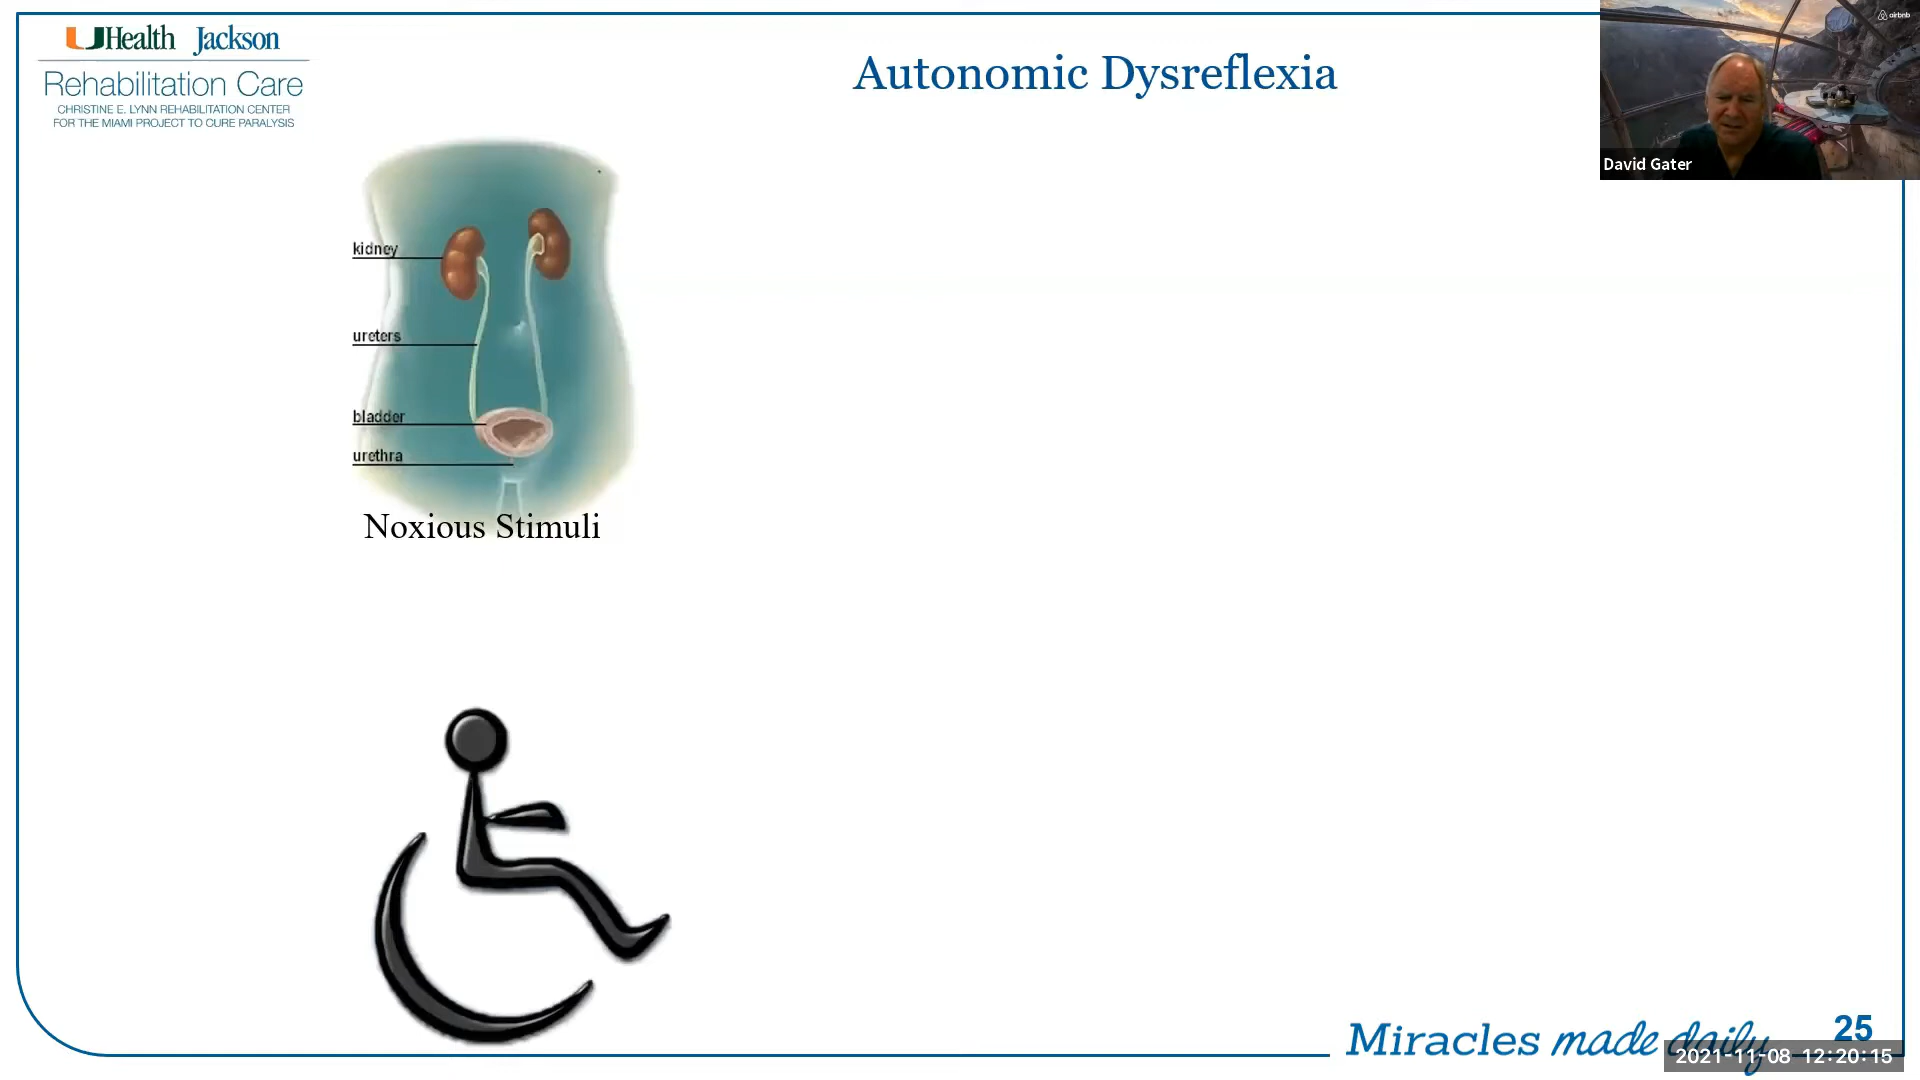 UHealth Jackson
Rehabilitation Care
CHRISTINE E. LYNN REHABILITATION CENTER
FOR THE MIAMI PROJECT TO CURE PARALYSIS
Autonomic Dysreflexia
airbnb
David Gater
kidney
ureters
bladder
urethra
Noxious Stimuli
Miracles made daily
25
2021-11-08 12:20:15